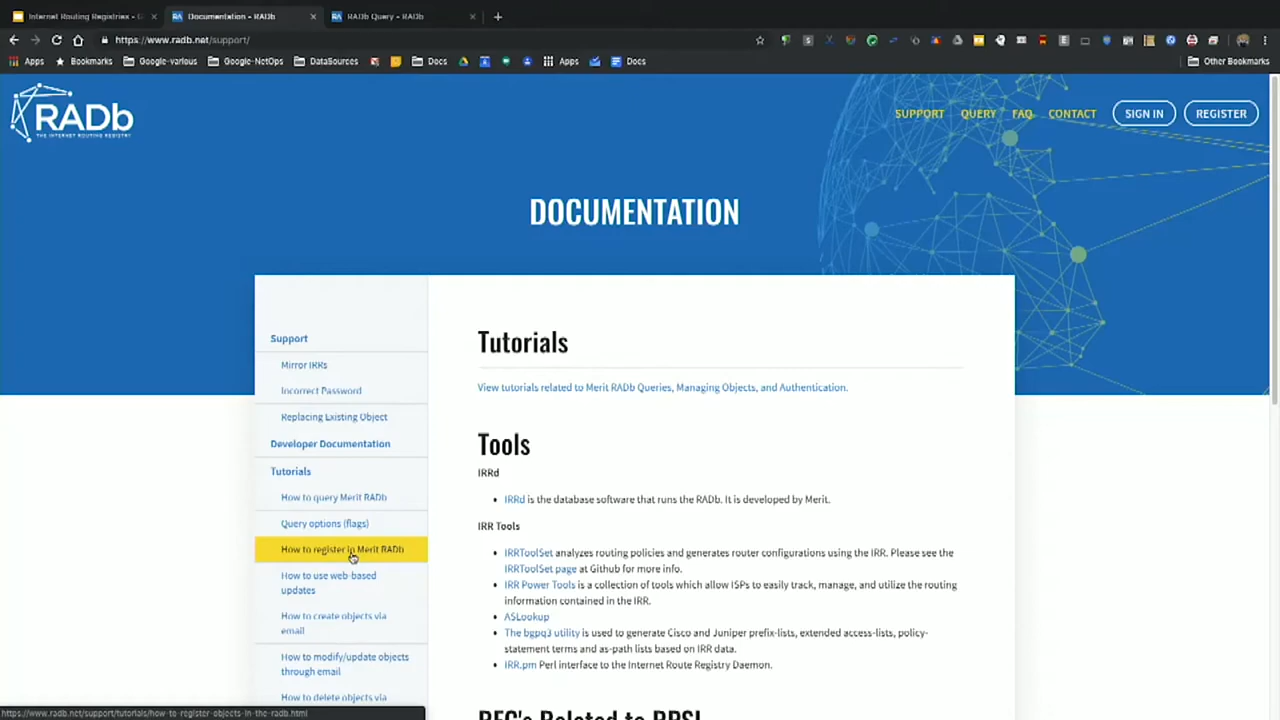 Internet Routing Registries - G
Documentation - RADb
RADb Query - RADb
https://www.radb.net/support/
Apps
Bookmarks
Google-various
Google-NetOps
DataSources
Docs
Apps
Docs
Other Bookmarks
RADb
THE INTERNET ROUTING REGISTRY
SUPPORT
QUERY
FAQ
CONTACT
SIGN IN
REGISTER
DOCUMENTATION
Support
Mirror IRRs
Incorrect Password
Replacing Existing Object
Developer Documentation
Tutorials
How to query Merit RADb
Query options (flags)
How to register in Merit RADb
How to use web-based
updates
How to create objects via
email
How to modify/update objects
through email
How to delete objects via
Tutorials
View tutorials related to Merit RADb Queries, Managing Objects, and Authentication.
Tools
IRRd
IRRd is the database software that runs the RADb. It is developed by Merit.
IRR Tools
IRRToolSet analyzes routing policies and generates router configurations using the IRR. Please see the
IRRToolSet page at Github for more info.
IRR Power Tools is a collection of tools which allow ISPs to easily track, manage, and utilize the routing
information contained in the IRR.
ASLookup
The bgpq3 utility is used to generate Cisco and Juniper prefix-lists, extended access-lists, policy-
statement terms and as-path lists based on IRR data.
IRR.pm Perl interface to the Internet Route Registry Daemon.
RFC's Related to RPSL
https://www.radb.net/support/tutorials/how-to-register-objects-in-the-radb.html